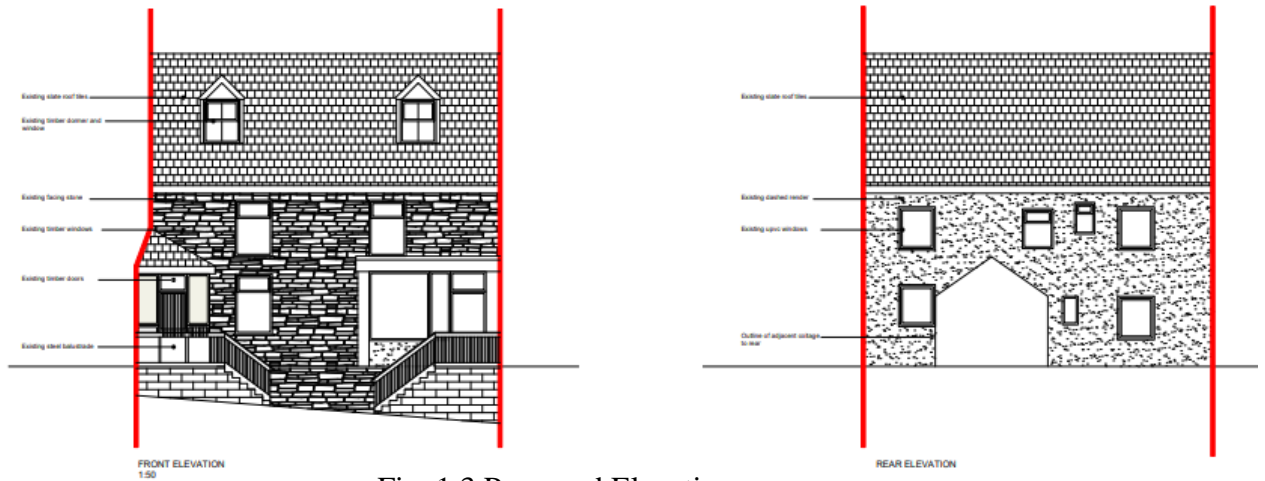 Existing slate roof tiles
Existing timber dormer and
window
Existing facing stone
Existing timber windows
Existing timber doors
Existing steel balustrade
FRONT ELEVATION
1:50
Existing slate roof tiles
Existing dashed render
Existing upvc windows
Outline of adjacent cottage
to rear
REAR ELEVATION